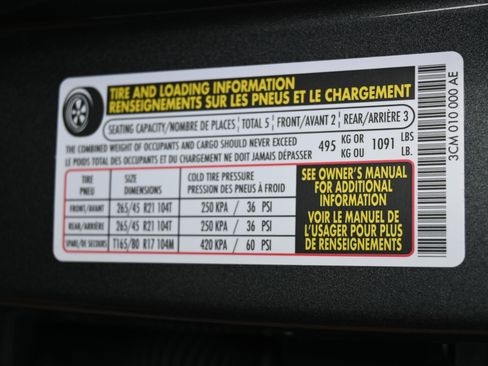 TIRE AND LOADING INFORMATION
RENSEIGNEMENTS SUR LES PNEUS ET LE CHARGEMENT
SEATING CAPACITY/NOMBRE DE PLACES TOTAL 5 FRONT/AVANT 2 REAR/ARRIÈRE 3
THE COMBINED WEIGHT OF OCCUPANTS AND CARGO SHOULD NEVER EXCEED 495 KG OR 1091 LBS
LE POIDS TOTAL DES OCCUPANTS ET DU CHARGEMENT NE DOIT JAMAIS DÉPASSER KG OU LB.
TIRE SIZE COLD TIRE PRESSURE
PNEU DIMENSIONS PRESSION DES PNEUS À FROID
FRONT/AVANT 265/45 R21 104T 250 KPA / 36 PSI
REAR/ARRIÈRE 265/45 R21 104T 250 KPA / 36 PSI
SPARE/DE SECOURS T165/80 R17 104M 420 KPA / 60 PSI
SEE OWNER'S MANUAL
FOR ADDITIONAL
INFORMATION
VOIR LE MANUEL DE
L'USAGER POUR PLUS
DE RENSEIGNEMENTS
3CM 010 000 AE